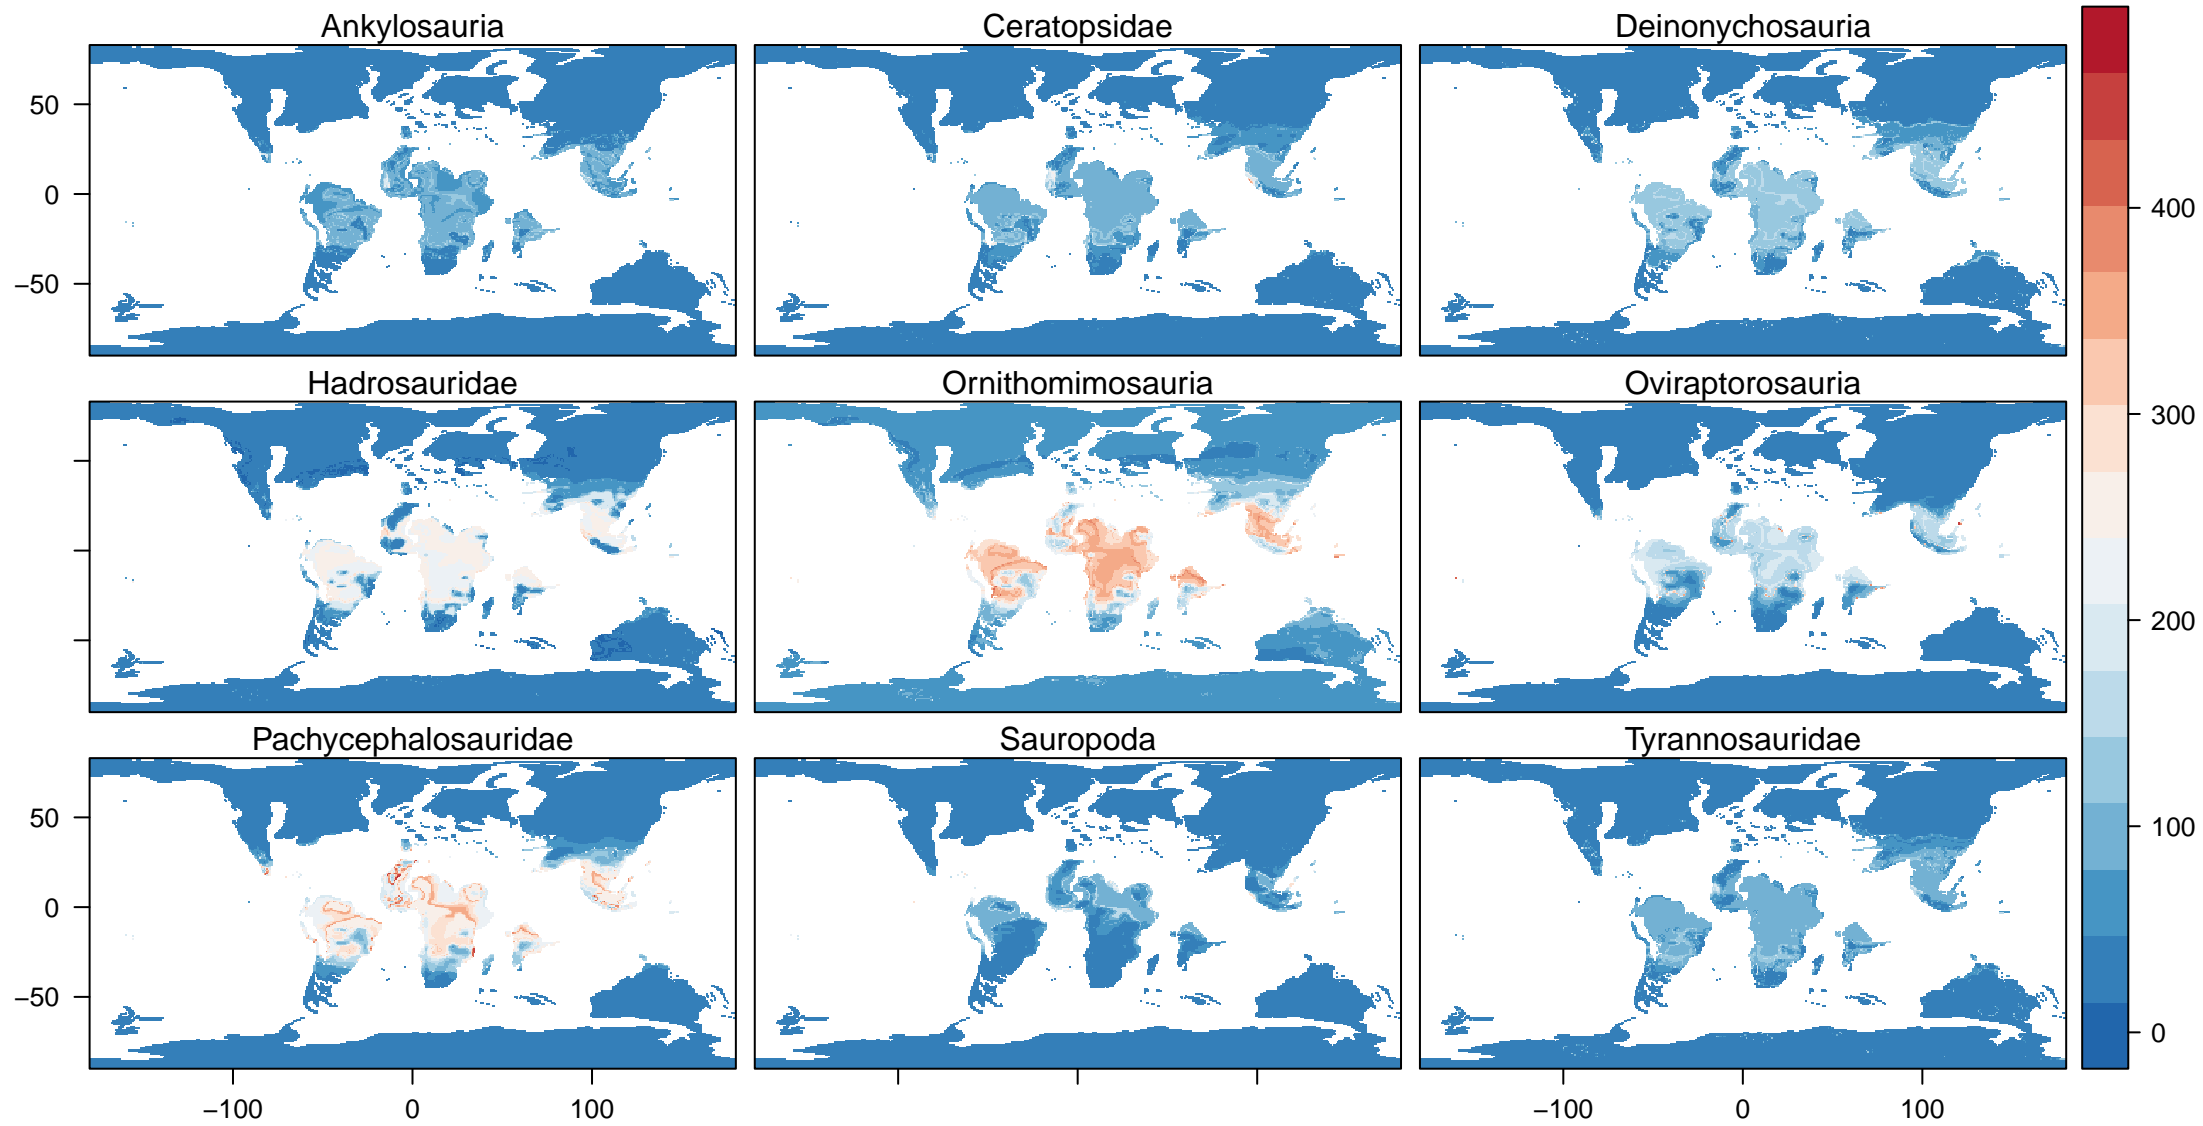 Ankylosauria Ceratopsidae Deinonychosauria
50
0
−50
Hadrosauridae Ornithomimosauria Oviraptorosauria
Pachycephalosauridae Sauropoda Tyrannosauridae
50
0
−50
−100 0 100 −100 0 100
400
300
200
100
0